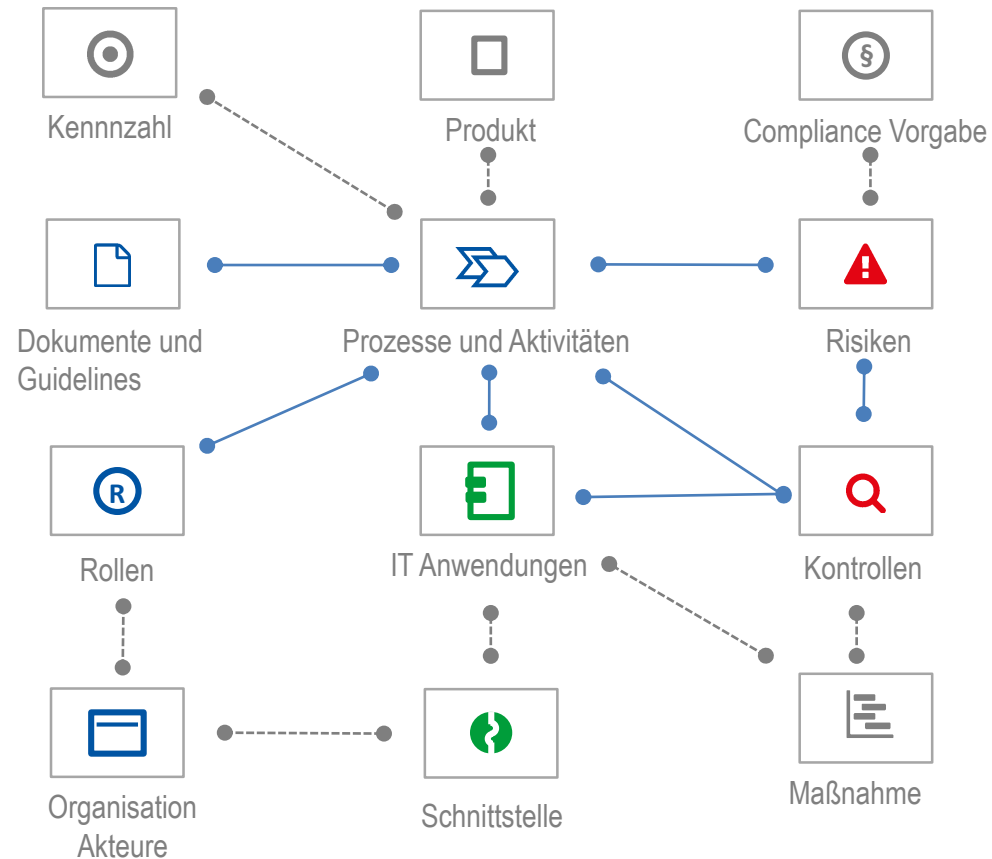 §
Kennnzahl
Produkt
Compliance Vorgabe
Dokumente und
Guidelines
Prozesse und Aktivitäten
Risiken
R
Rollen
IT Anwendungen
Kontrollen
Organisation
Akteure
Schnittstelle
Maßnahme